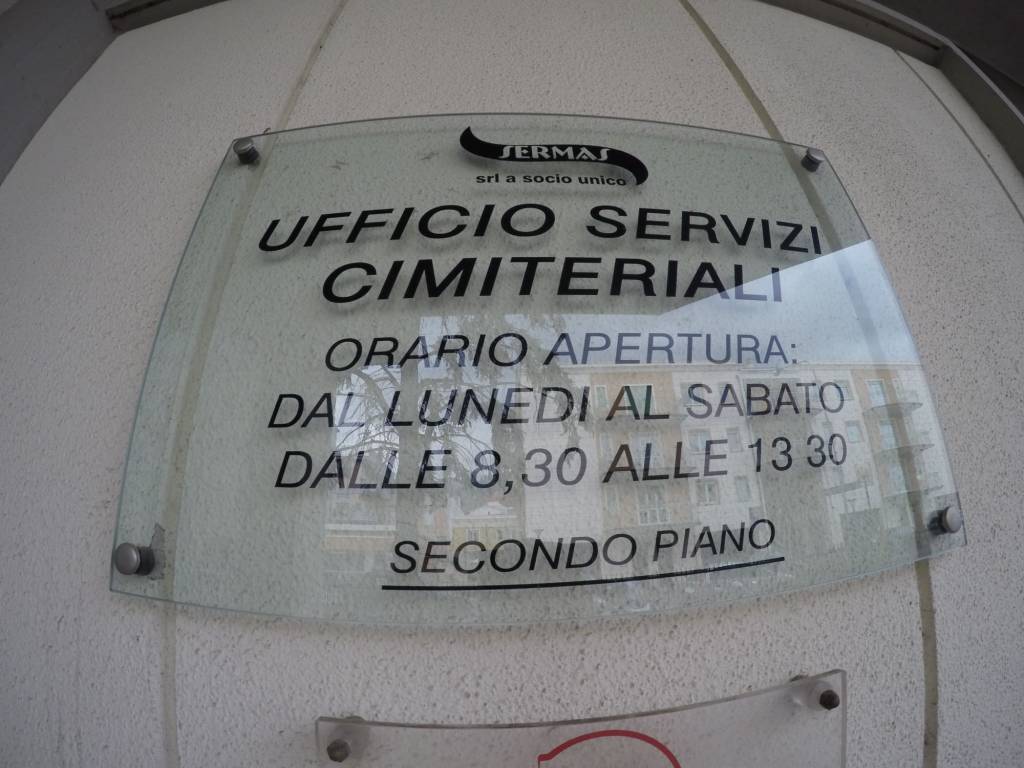 SERMAS
srl a socio unico
UFFICIO SERVIZI
CIMITERIALI
ORARIO APERTURA:
DAL LUNEDI AL SABATO
DALLE 8,30 ALLE 13 30
SECONDO PIANO